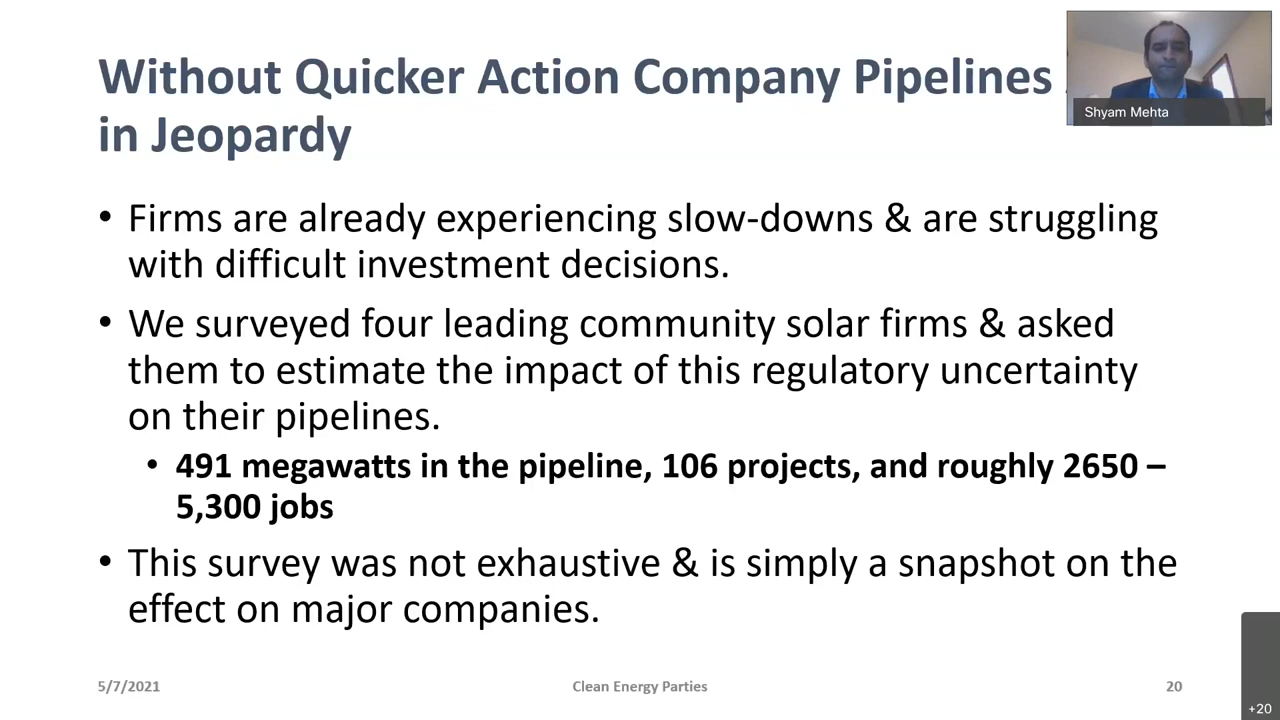 Without Quicker Action Company Pipelines
in Jeopardy
Shyam Mehta
• Firms are already experiencing slow-downs & are struggling
with difficult investment decisions.
• We surveyed four leading community solar firms & asked
them to estimate the impact of this regulatory uncertainty
on their pipelines.
• 491 megawatts in the pipeline, 106 projects, and roughly 2650 –
5,300 jobs
• This survey was not exhaustive & is simply a snapshot on the
effect on major companies.
5/7/2021
Clean Energy Parties
20
+20